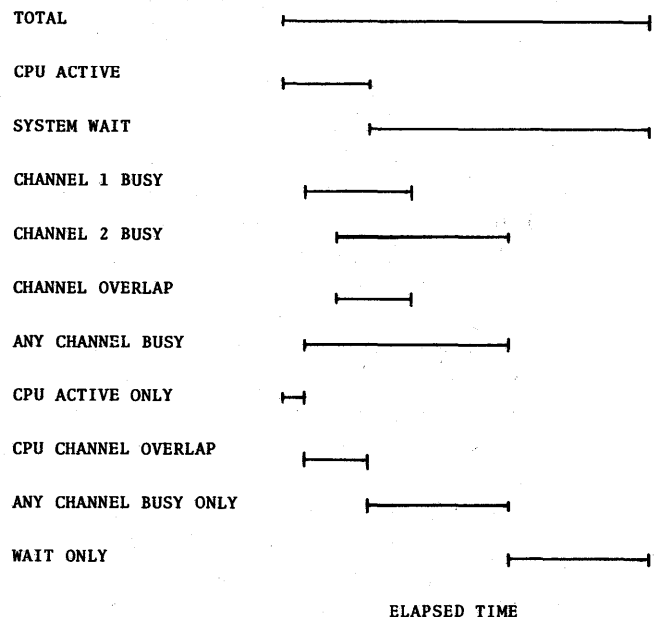 TOTAL
CPU ACTIVE
SYSTEM WAIT
CHANNEL 1 BUSY
CHANNEL 2 BUSY
CHANNEL OVERLAP
ANY CHANNEL BUSY
CPU ACTIVE ONLY
CPU CHANNEL OVERLAP
ANY CHANNEL BUSY ONLY
WAIT ONLY
ELAPSED TIME